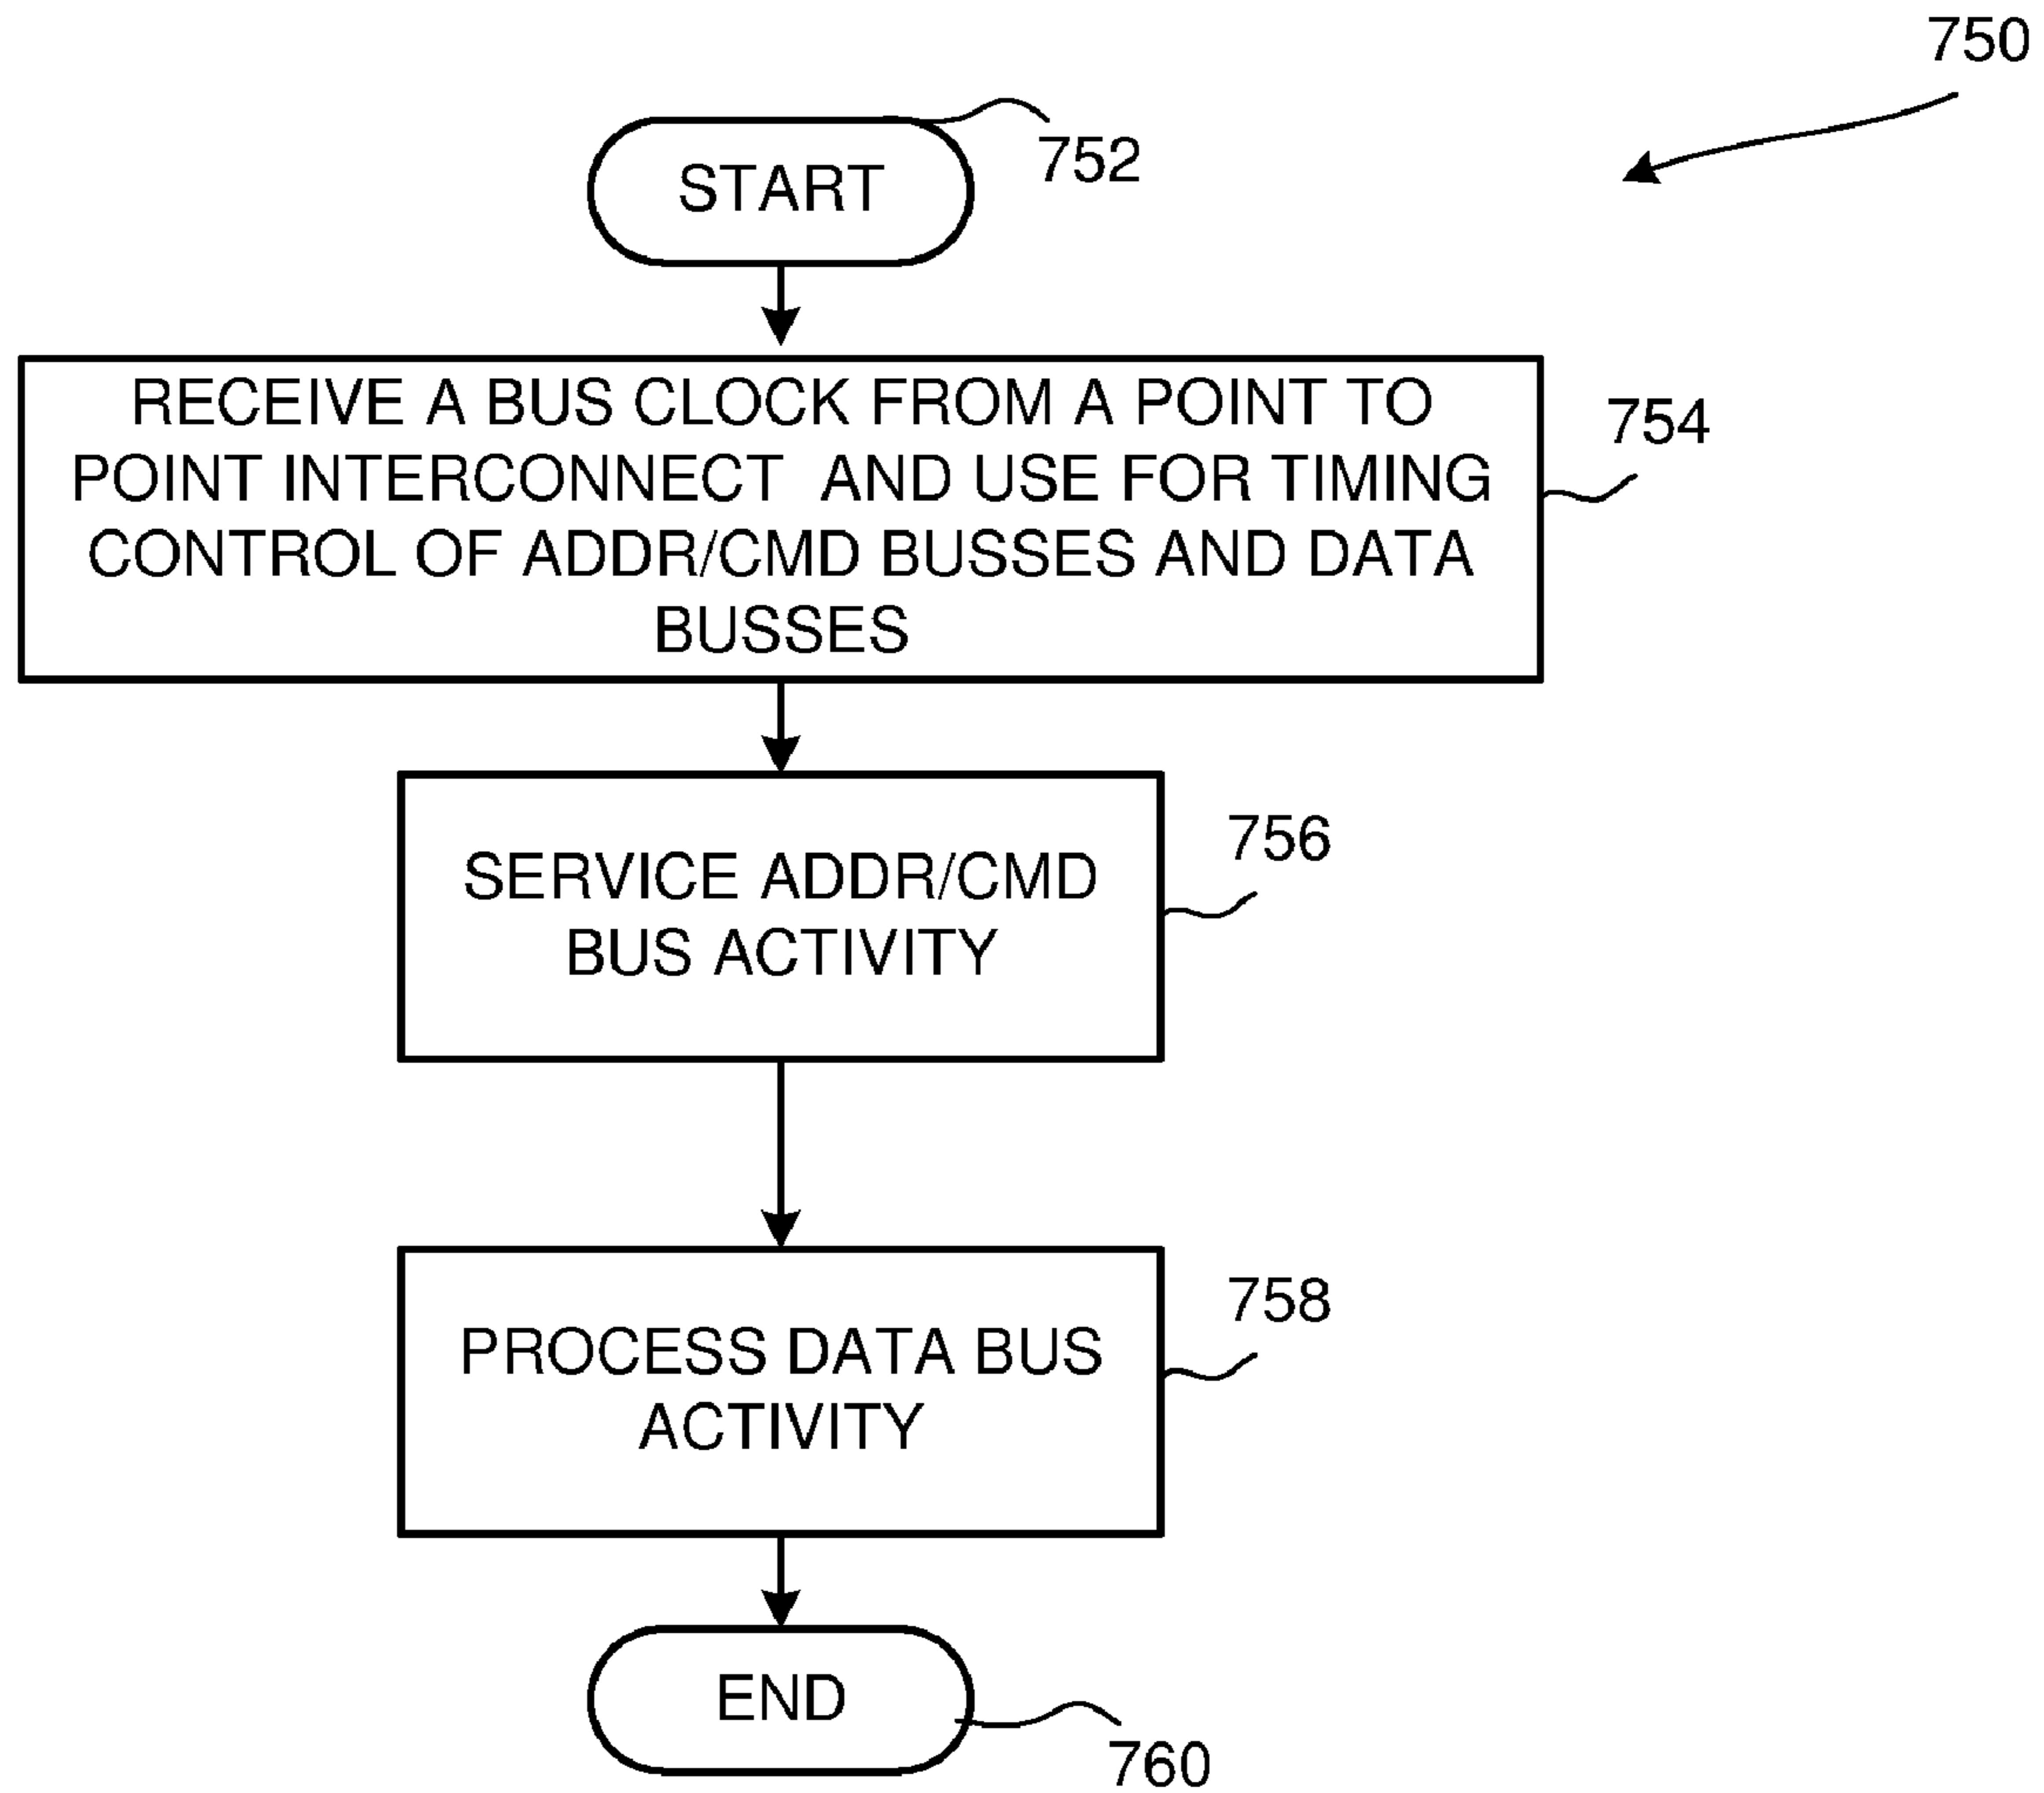 750
START
752
RECEIVE A BUS CLOCK FROM A POINT TO
POINT INTERCONNECT AND USE FOR TIMING
CONTROL OF ADDR/CMD BUSSES AND DATA
BUSSES
754
SERVICE ADDR/CMD
BUS ACTIVITY
756
PROCESS DATA BUS
ACTIVITY
758
END
760